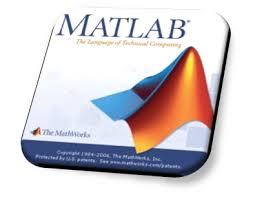 MATLAB®
The Language of Technical Computing
The MathWorks
Copyright 1984-2006, The MathWorks, Inc.
Protected by U.S. patents. See www.mathworks.com/patents.